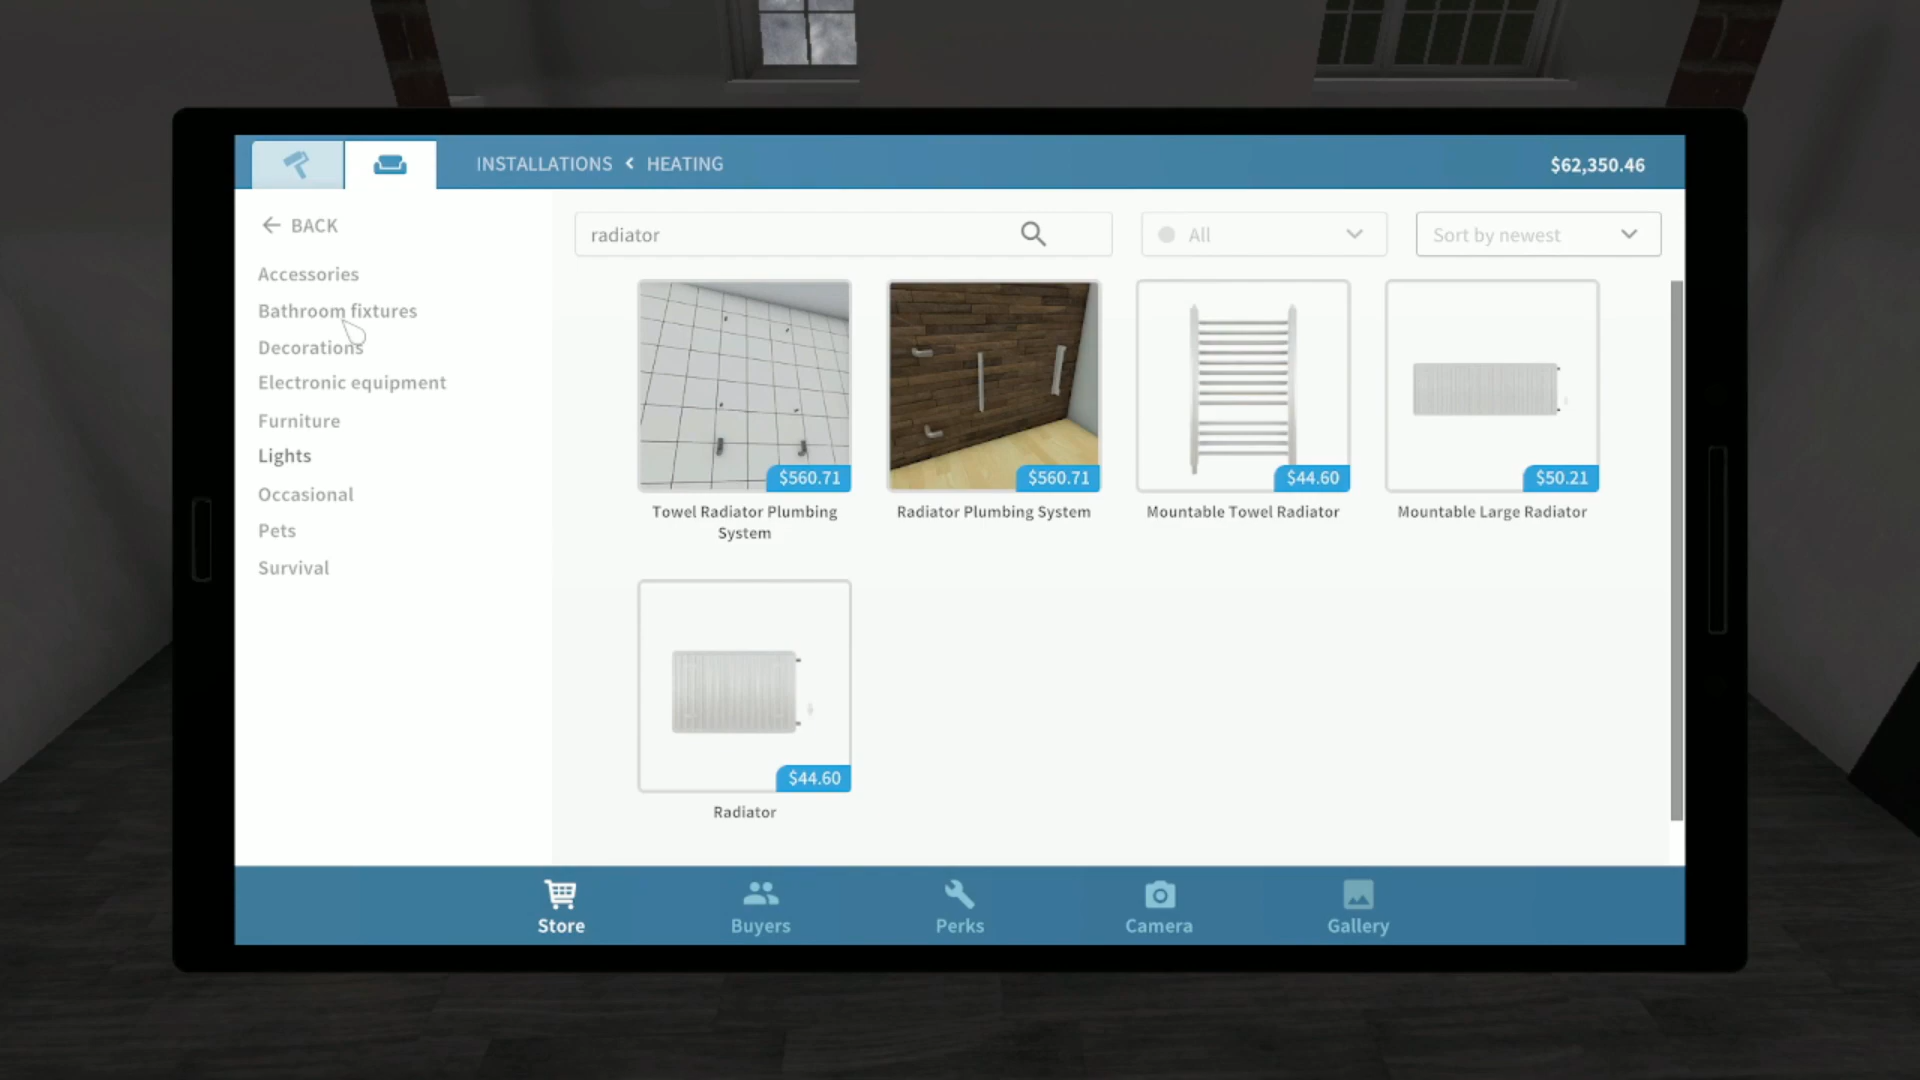 INSTALLATIONS < HEATING
$62,350.46
BACK
Accessories
Bathroom fixtures
Decorations
Electronic equipment
Furniture
Lights
Occasional
Pets
Survival
radiator
All
Sort by newest
$560.71
Towel Radiator Plumbing
System
$560.71
Radiator Plumbing System
$44.60
Mountable Towel Radiator
$50.21
Mountable Large Radiator
$44.60
Radiator
Store
Buyers
Perks
Camera
Gallery